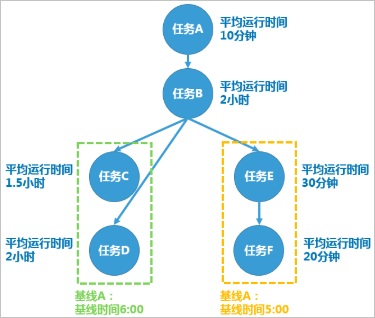 任务A
平均运行时间
10分钟
任务B
平均运行时间
2小时
平均运行时间
1.5小时
任务C
任务E
平均运行时间
30分钟
平均运行时间
2小时
任务D
任务F
平均运行时间
20分钟
基线A：
基线时间6:00
基线A：
基线时间5:00